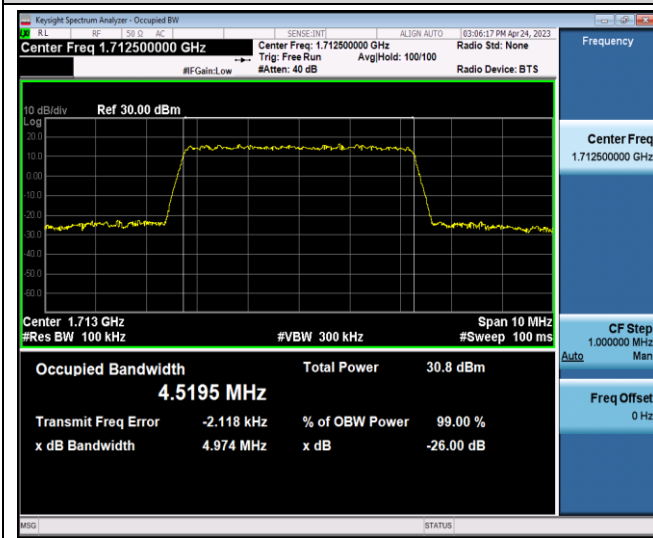 Keysight Spectrum Analyzer - Occupied BW
RL RF 50 Ω AC SENSE:INT ALIGN AUTO 03:06:17 PM Apr 24, 2023
Center Freq 1.712500000 GHz
Center Freq: 1.712500000 GHz
Radio Std: None
Trig: Free Run Avg|Hold: 100/100
#IFGain:Low
#Atten: 40 dB
Radio Device: BTS
Frequency
10 dB/div Ref 30.00 dBm
Log
20.0
10.0
0.00
-10.0
-20.0
-30.0
-40.0
-50.0
-60.0
Center 1.713 GHz Span 10 MHz
#Res BW 100 kHz #VBW 300 kHz #Sweep 100 ms
Occupied Bandwidth Total Power 30.8 dBm
4.5195 MHz
Transmit Freq Error -2.118 kHz % of OBW Power 99.00 %
x dB Bandwidth 4.974 MHz x dB -26.00 dB
Center Freq
1.712500000 GHz
CF Step
1.000000 MHz
Auto Man
Freq Offset
0 Hz
MSG STATUS